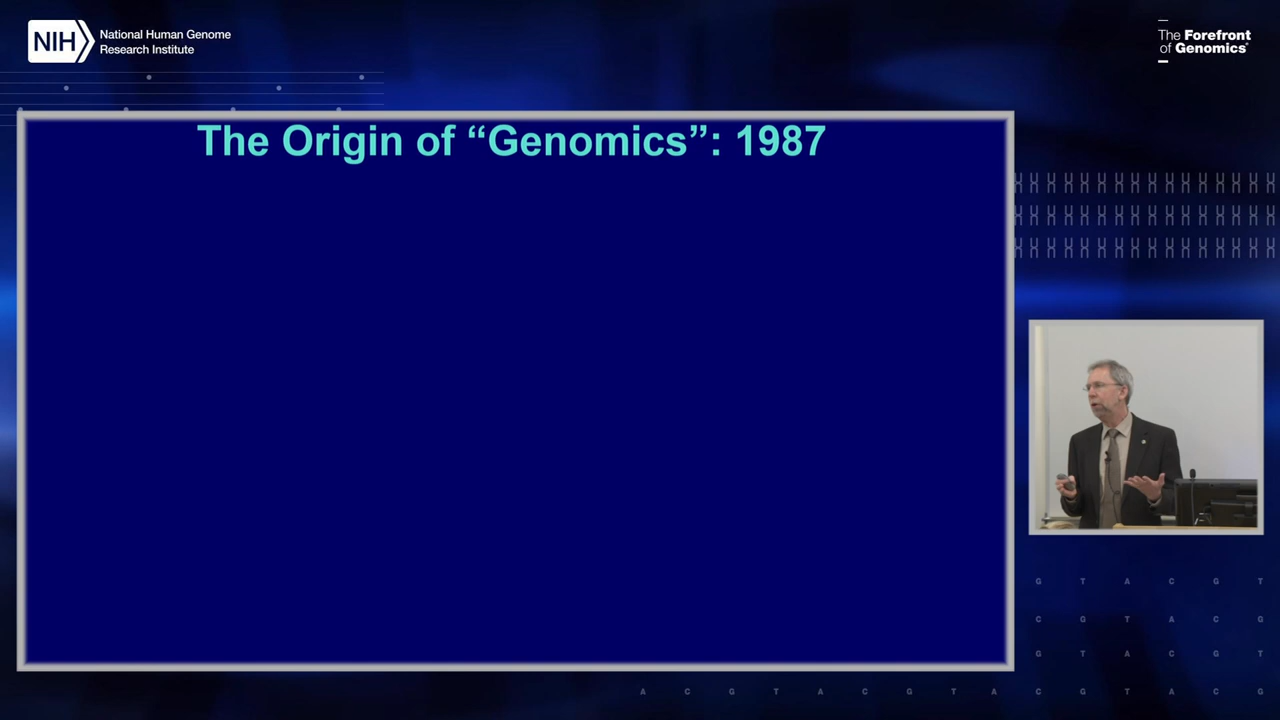 NIH
National Human Genome
Research Institute
The Forefront
of Genomics®
The Origin of “Genomics”: 1987
G T A C G T
C G T A C G
G T A C G T
A C G T A C G T A C G T A C G